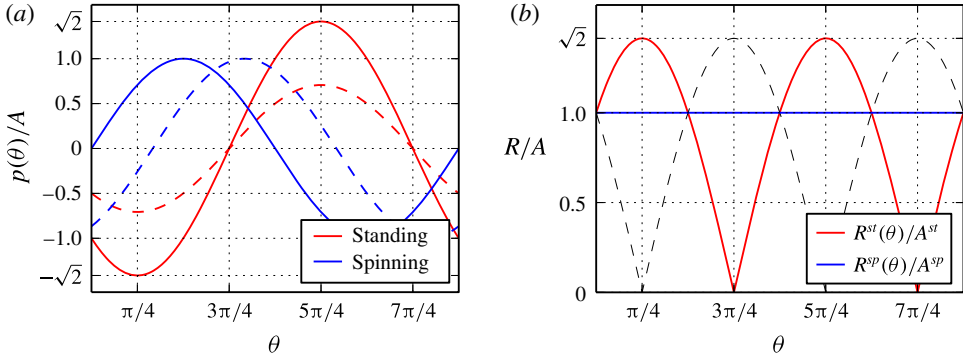 (a)
√2
1.0
0.5
0
−0.5
−1.0
−√2
p(θ)/A
π/4
3π/4
5π/4
7π/4
θ
Standing
Spinning
(b)
√2
1.0
0.5
0
R/A
π/4
3π/4
5π/4
7π/4
θ
R^{st}(θ)/A^{st}
R^{sp}(θ)/A^{sp}